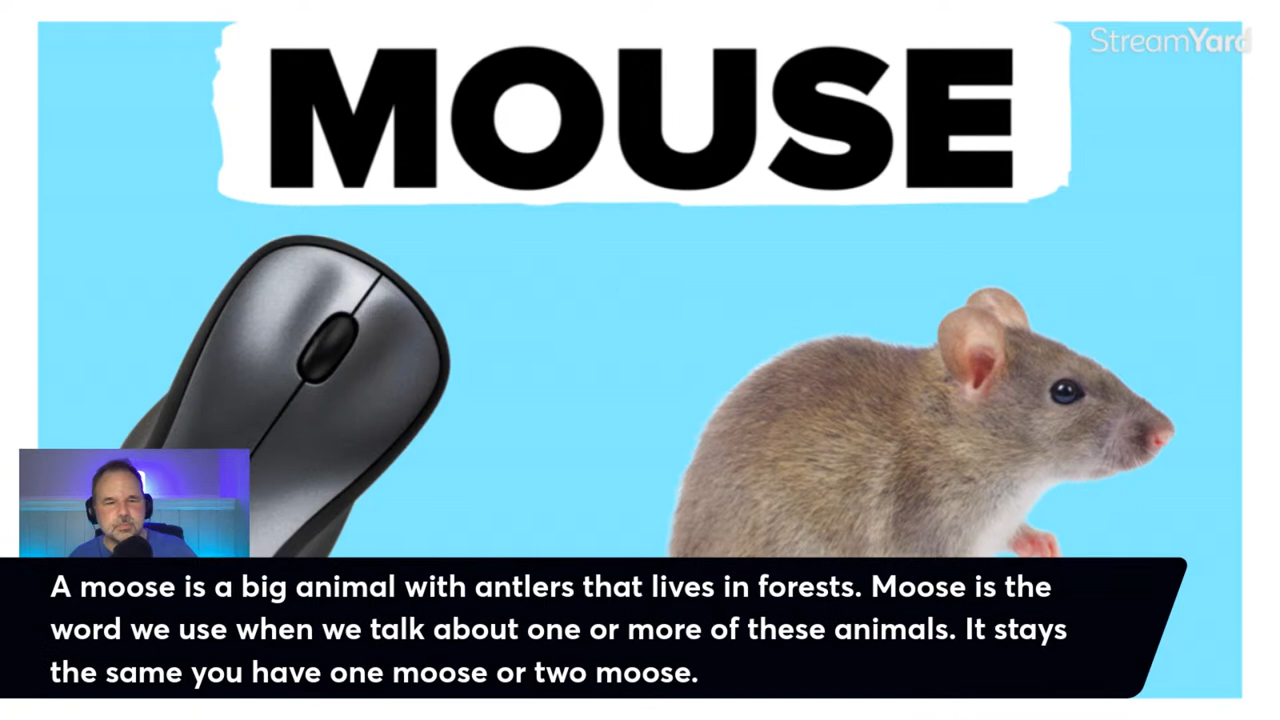 MOUSE
StreamYard
A moose is a big animal with antlers that lives in forests. Moose is the
word we use when we talk about one or more of these animals. It stays
the same you have one moose or two moose.